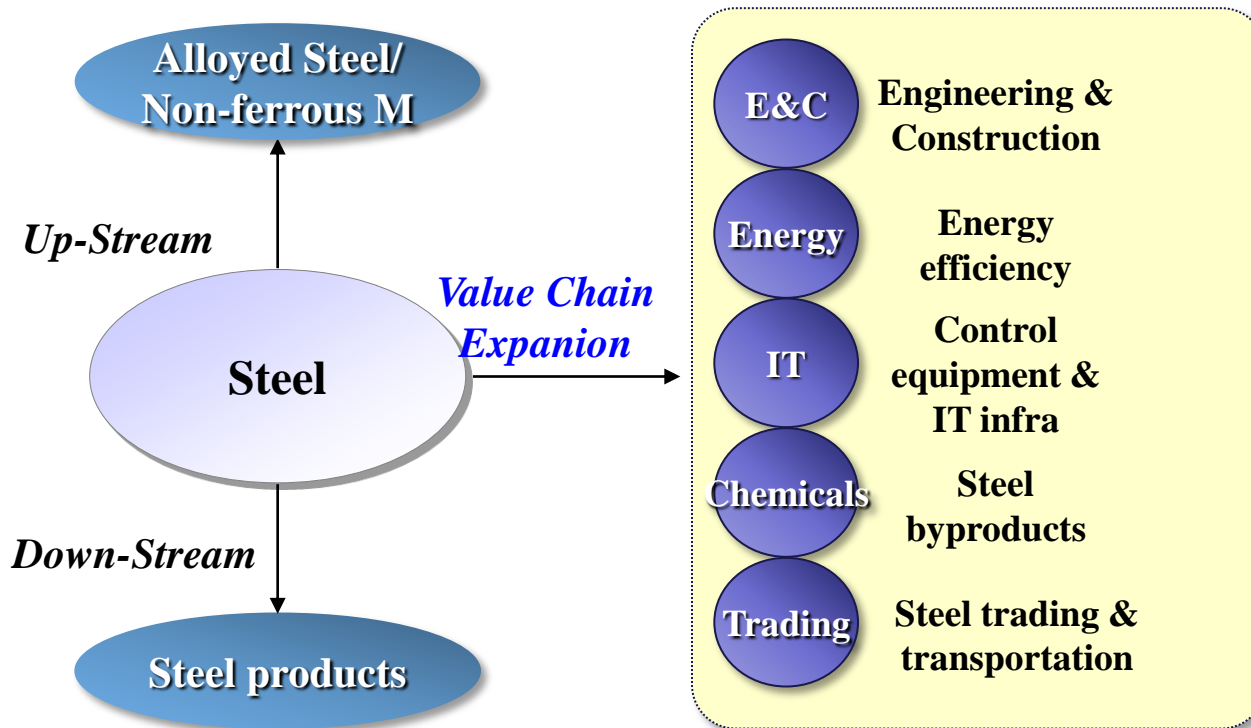 Alloyed Steel/
Non-ferrous M
Up-Stream
Steel
Down-Stream
Steel products
Value Chain
Expanion
E&C
Engineering &
Construction
Energy
Energy
efficiency
IT
Control
equipment &
IT infra
Chemicals
Steel
byproducts
Trading
Steel trading &
transportation